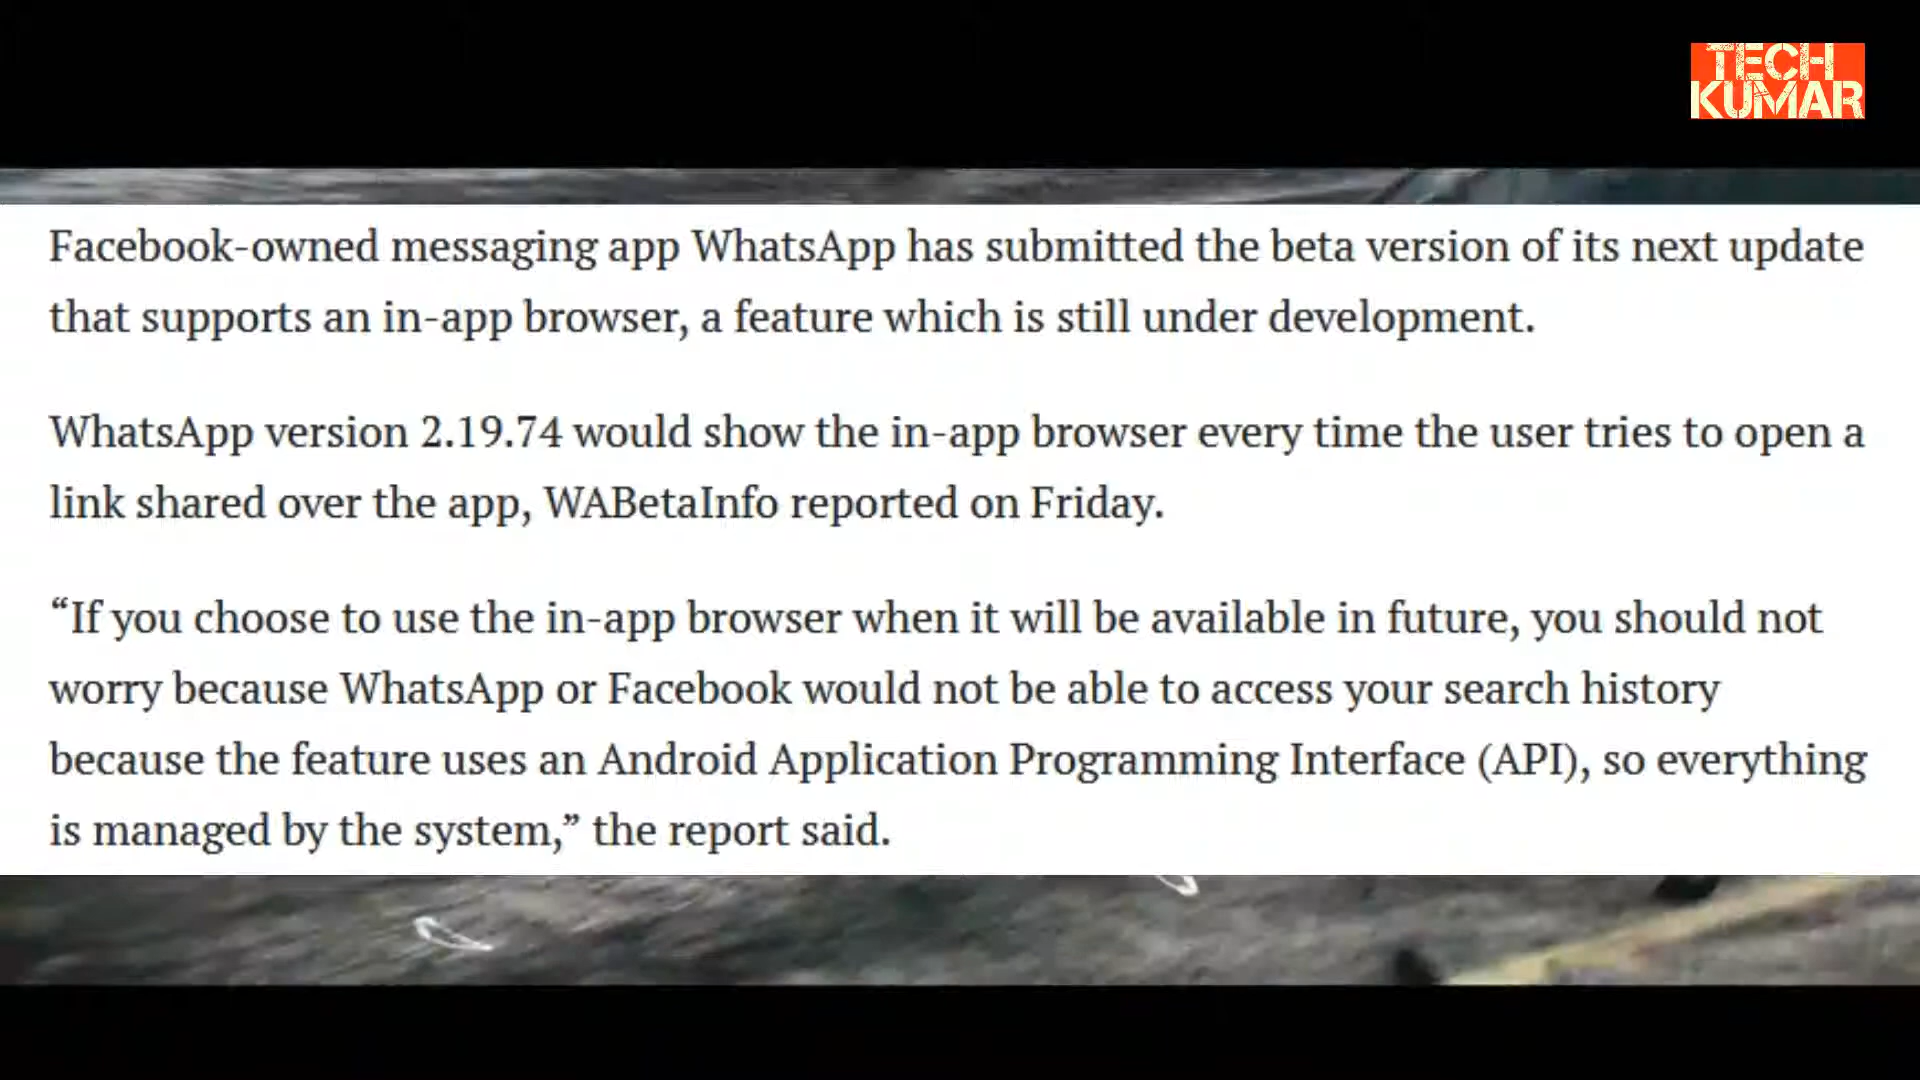 TECH
KUMAR
Facebook-owned messaging app WhatsApp has submitted the beta version of its next update
that supports an in-app browser, a feature which is still under development.
WhatsApp version 2.19.74 would show the in-app browser every time the user tries to open a
link shared over the app, WABetaInfo reported on Friday.
“If you choose to use the in-app browser when it will be available in future, you should not
worry because WhatsApp or Facebook would not be able to access your search history
because the feature uses an Android Application Programming Interface (API), so everything
is managed by the system,” the report said.